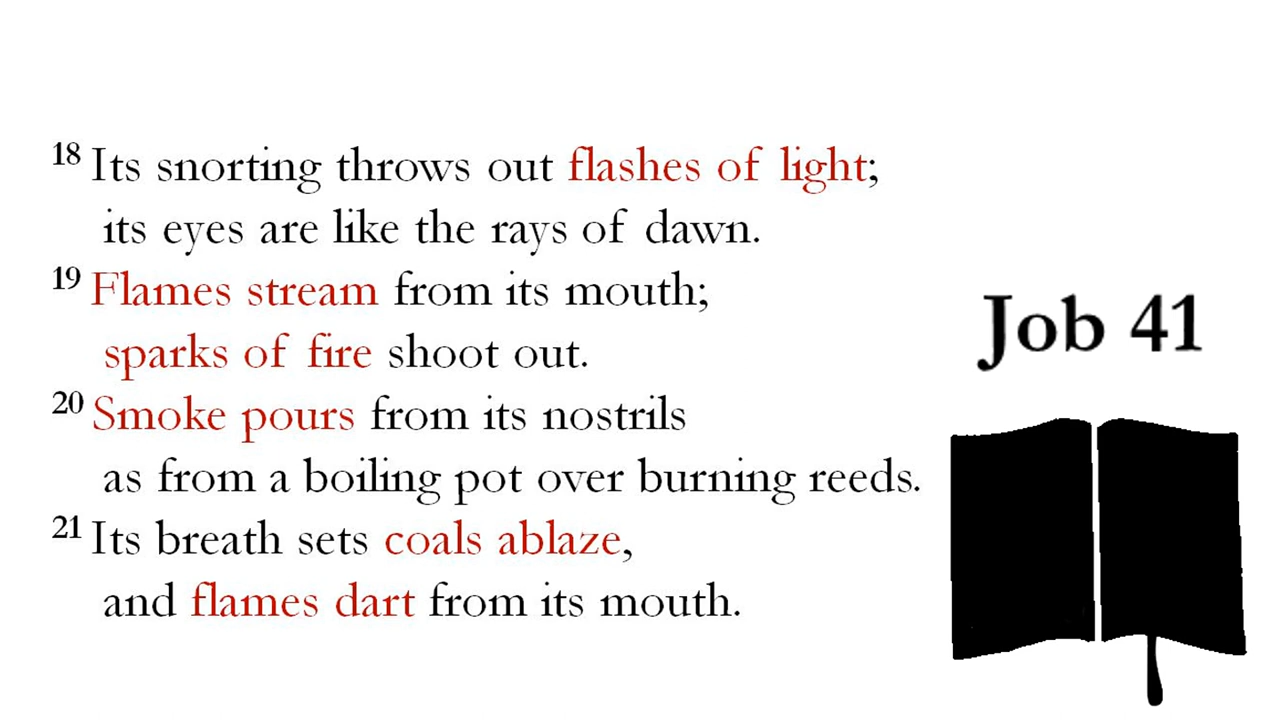 18 Its snorting throws out flashes of light;
its eyes are like the rays of dawn.
19 Flames stream from its mouth;
sparks of fire shoot out.
20 Smoke pours from its nostrils
as from a boiling pot over burning reeds.
21 Its breath sets coals ablaze,
and flames dart from its mouth.
Job 41